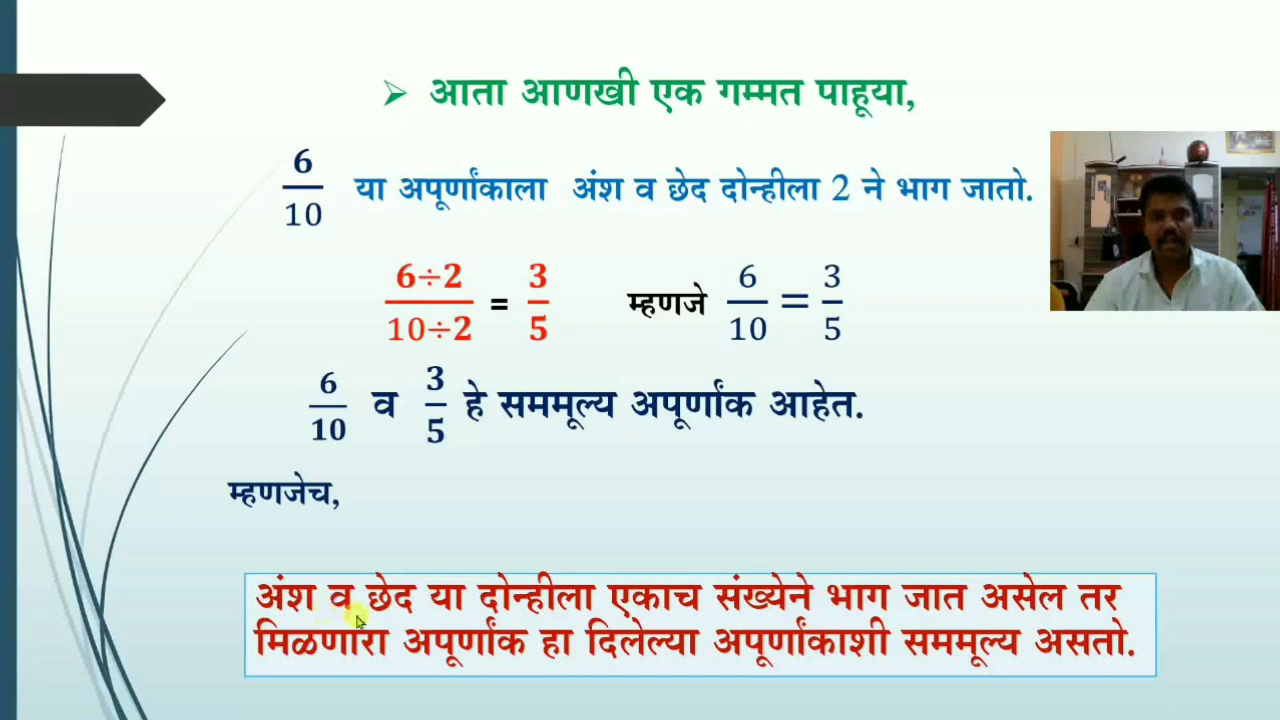 आता आणखी एक गम्मत पाहूया,
6/10 या अपूर्णांकाला अंश व छेद दोन्हीला 2 ने भाग जातो.
6÷2/10÷2 = 3/5 म्हणजे 6/10 = 3/5
6/10 व 3/5 हे सममूल्य अपूर्णांक आहेत.
म्हणजेच,
अंश व छेद या दोन्हीला एकाच संख्येने भाग जात असेल तर
मिळणारा अपूर्णांक हा दिलेल्या अपूर्णांकाशी सममूल्य असतो.